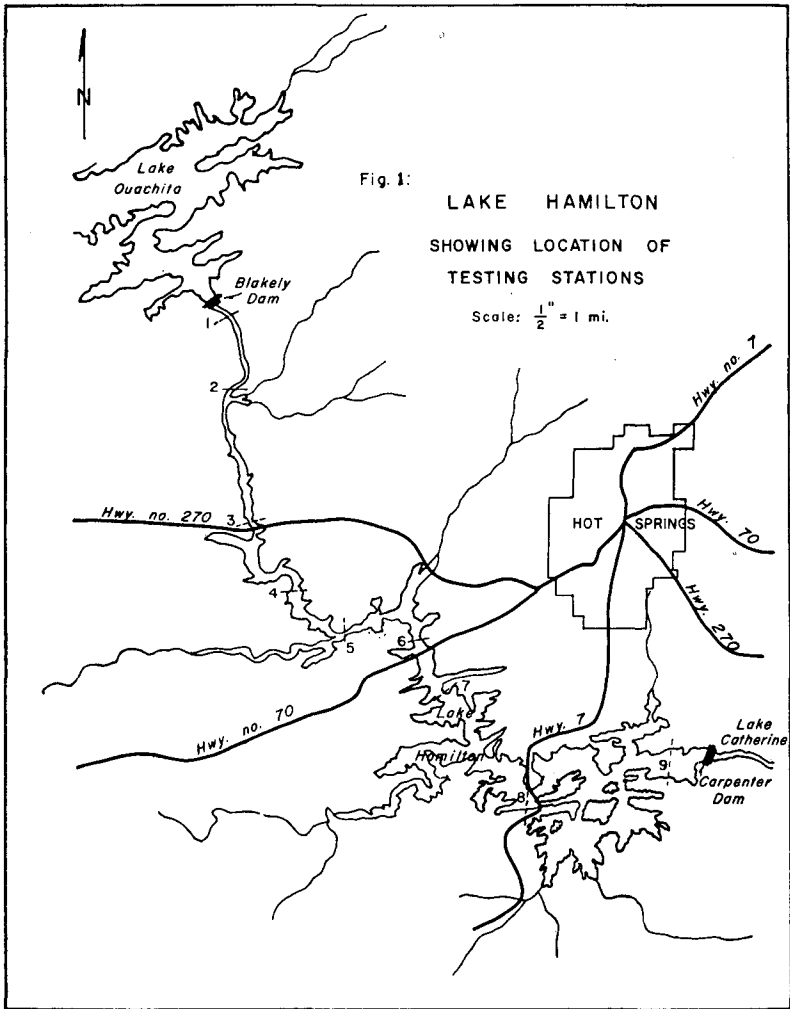 N
Lake
Ouachita
Fig. 1:
LAKE HAMILTON
SHOWING LOCATION OF
TESTING STATIONS
Scale: 1/2" = 1 mi.
Blakely
Dam
1
2
Hwy. no. 7
Hwy. no. 270
3
HOT SPRINGS
Hwy. 70
4
5
6
Hwy. 270
7
Hwy. no. 70
Lake
Hamilton
Hwy. 7
8
9
Lake
Catherine
Carpenter
Dam